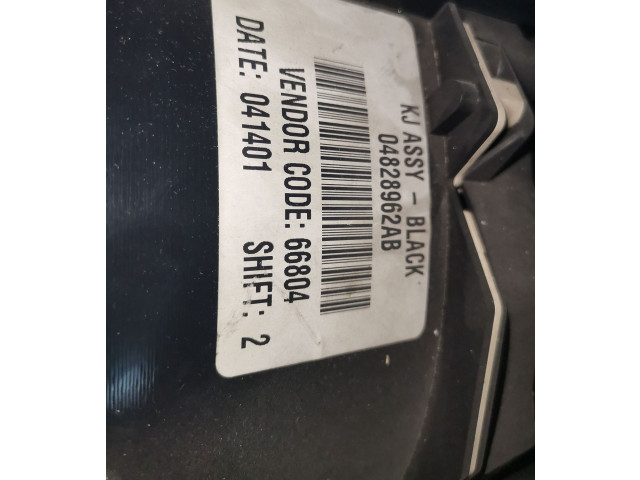 KJ ASSY - BLACK
04828962AB
VENDOR CODE: 66804
DATE: 041401 SHIFT: 2